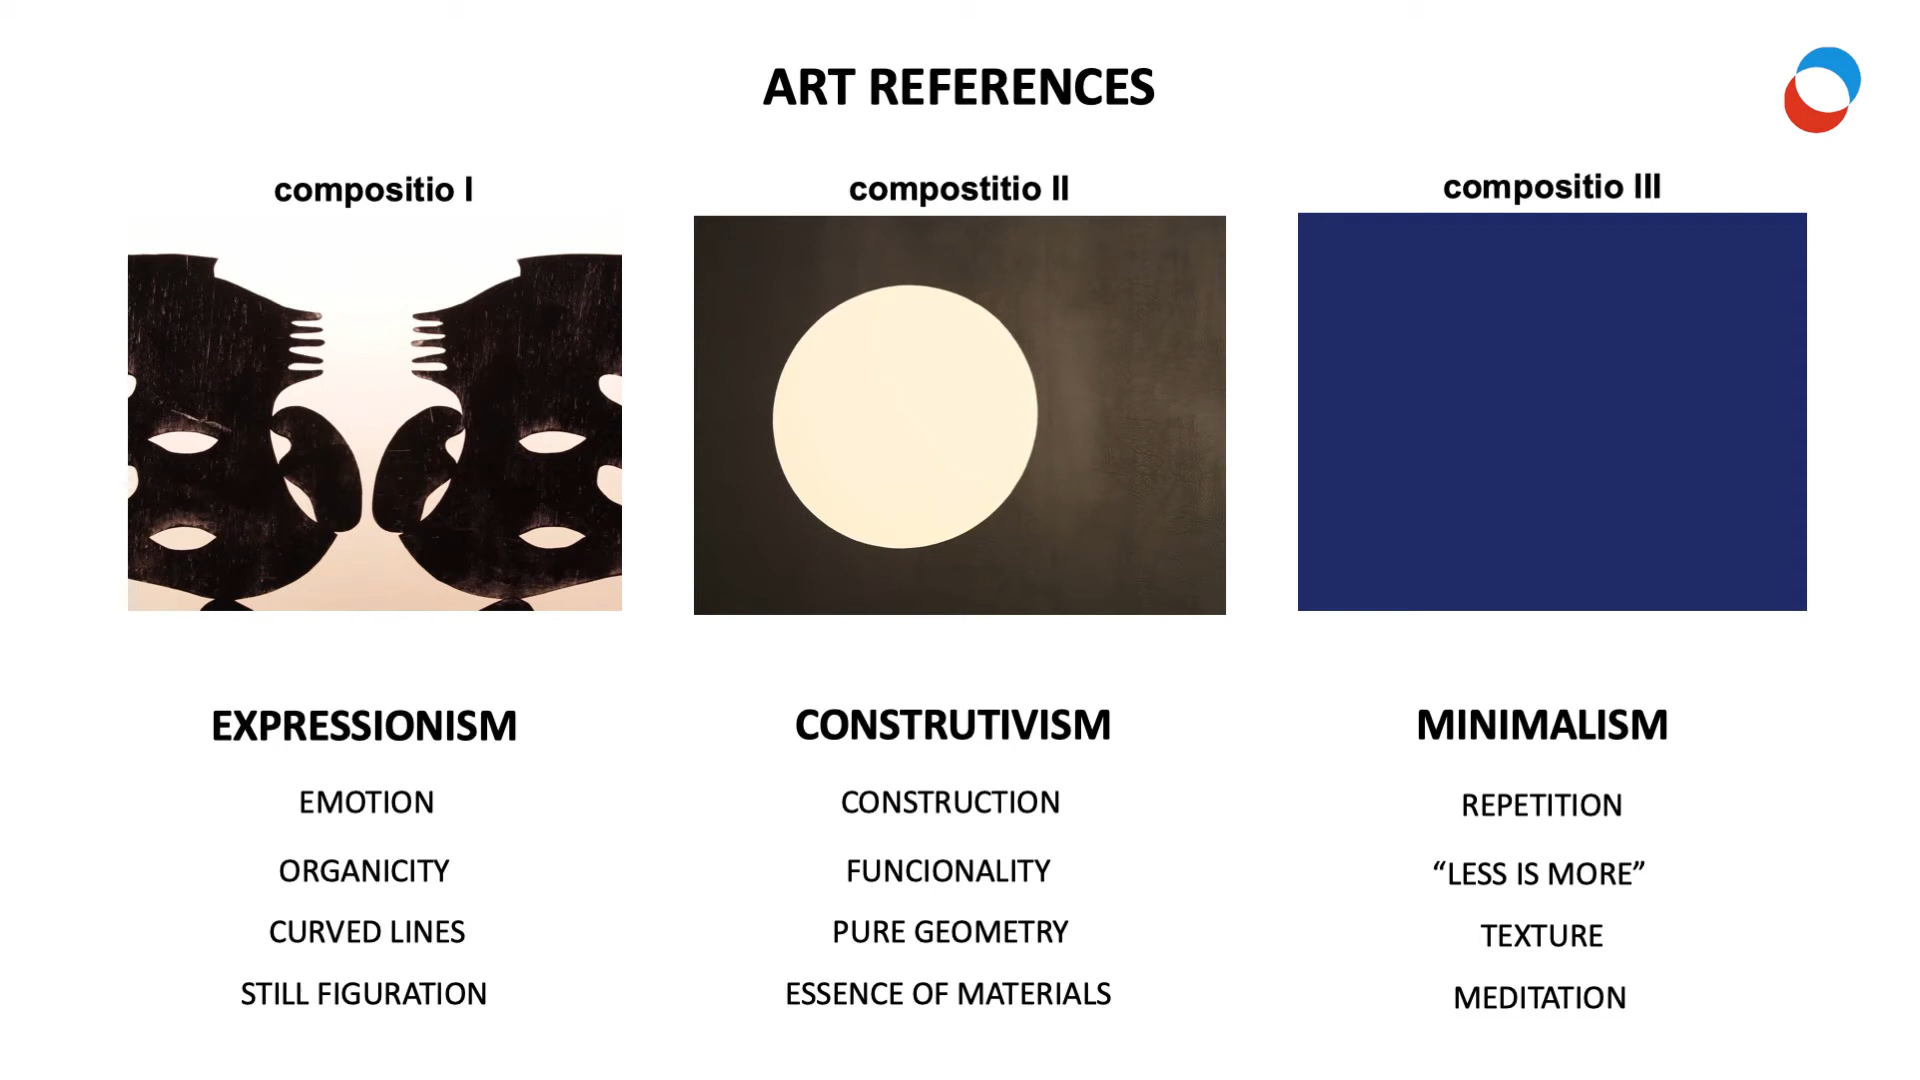 ART REFERENCES
compositio I
compostitio II
compositio III
EXPRESSIONISM
EMOTION
ORGANICITY
CURVED LINES
STILL FIGURATION
CONSTRUTIVISM
CONSTRUCTION
FUNCIONALITY
PURE GEOMETRY
ESSENCE OF MATERIALS
MINIMALISM
REPETITION
“LESS IS MORE”
TEXTURE
MEDITATION